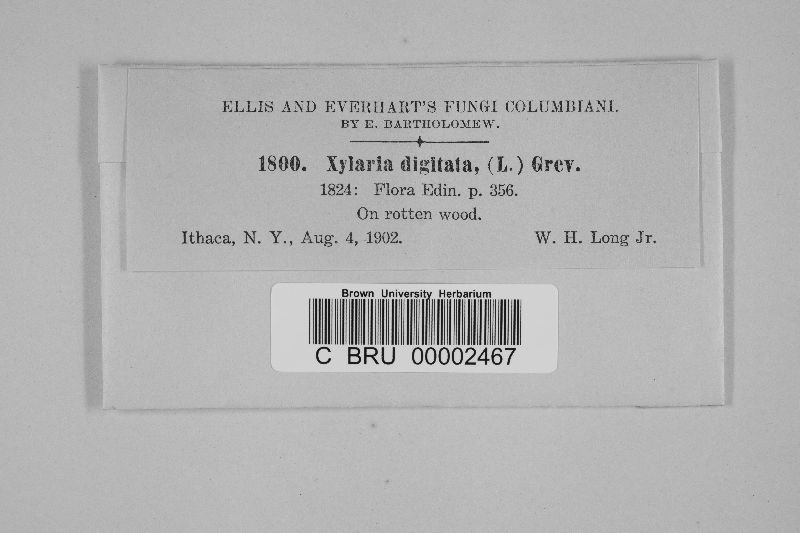 ELLIS AND EVERHART'S FUNGI COLUMBIANI.
BY E. BARTHOLOMEW.
1800. Xylaria digitata, (L.) Grev.
1824: Flora Edin. p. 356.
On rotten wood.
Ithaca, N. Y., Aug. 4, 1902. W. H. Long Jr.
Brown University Herbarium
C BRU 00002467